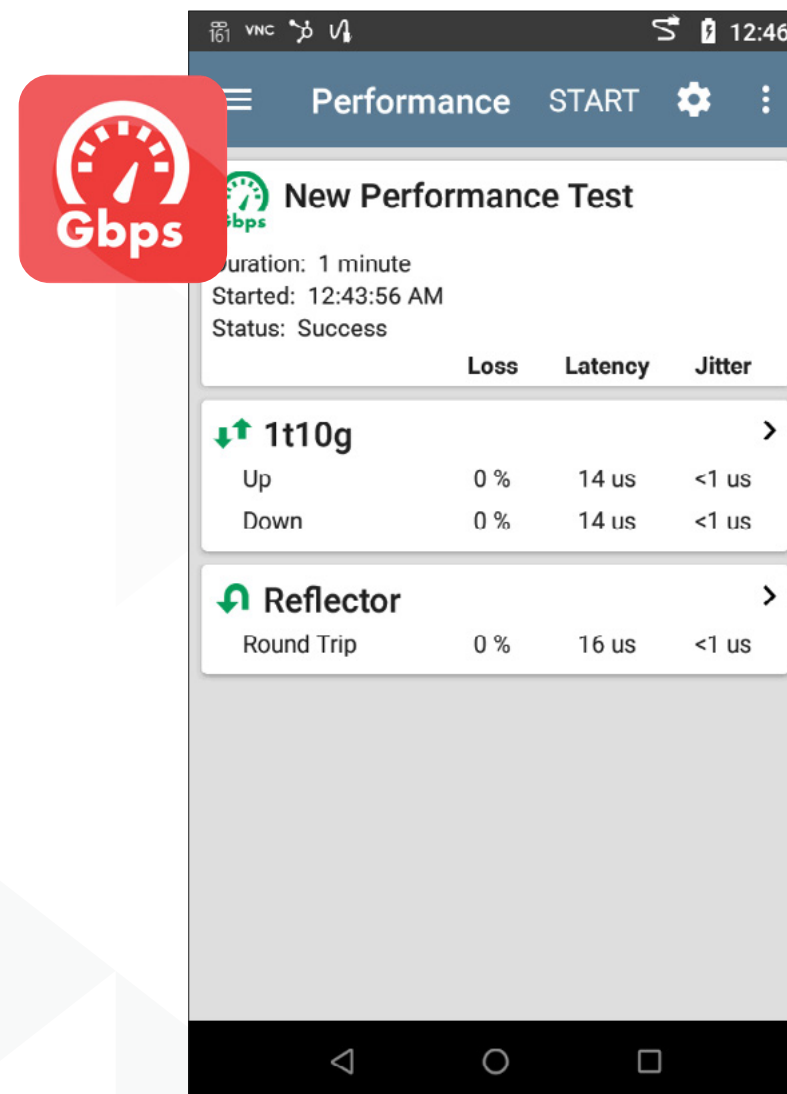 161 VNC 12:46
Performance START
Gbps
New Performance Test
Duration: 1 minute
Started: 12:43:56 AM
Status: Success
Loss Latency Jitter
1t10g
Up 0 % 14 us <1 us
Down 0 % 14 us <1 us
Reflector
Round Trip 0 % 16 us <1 us